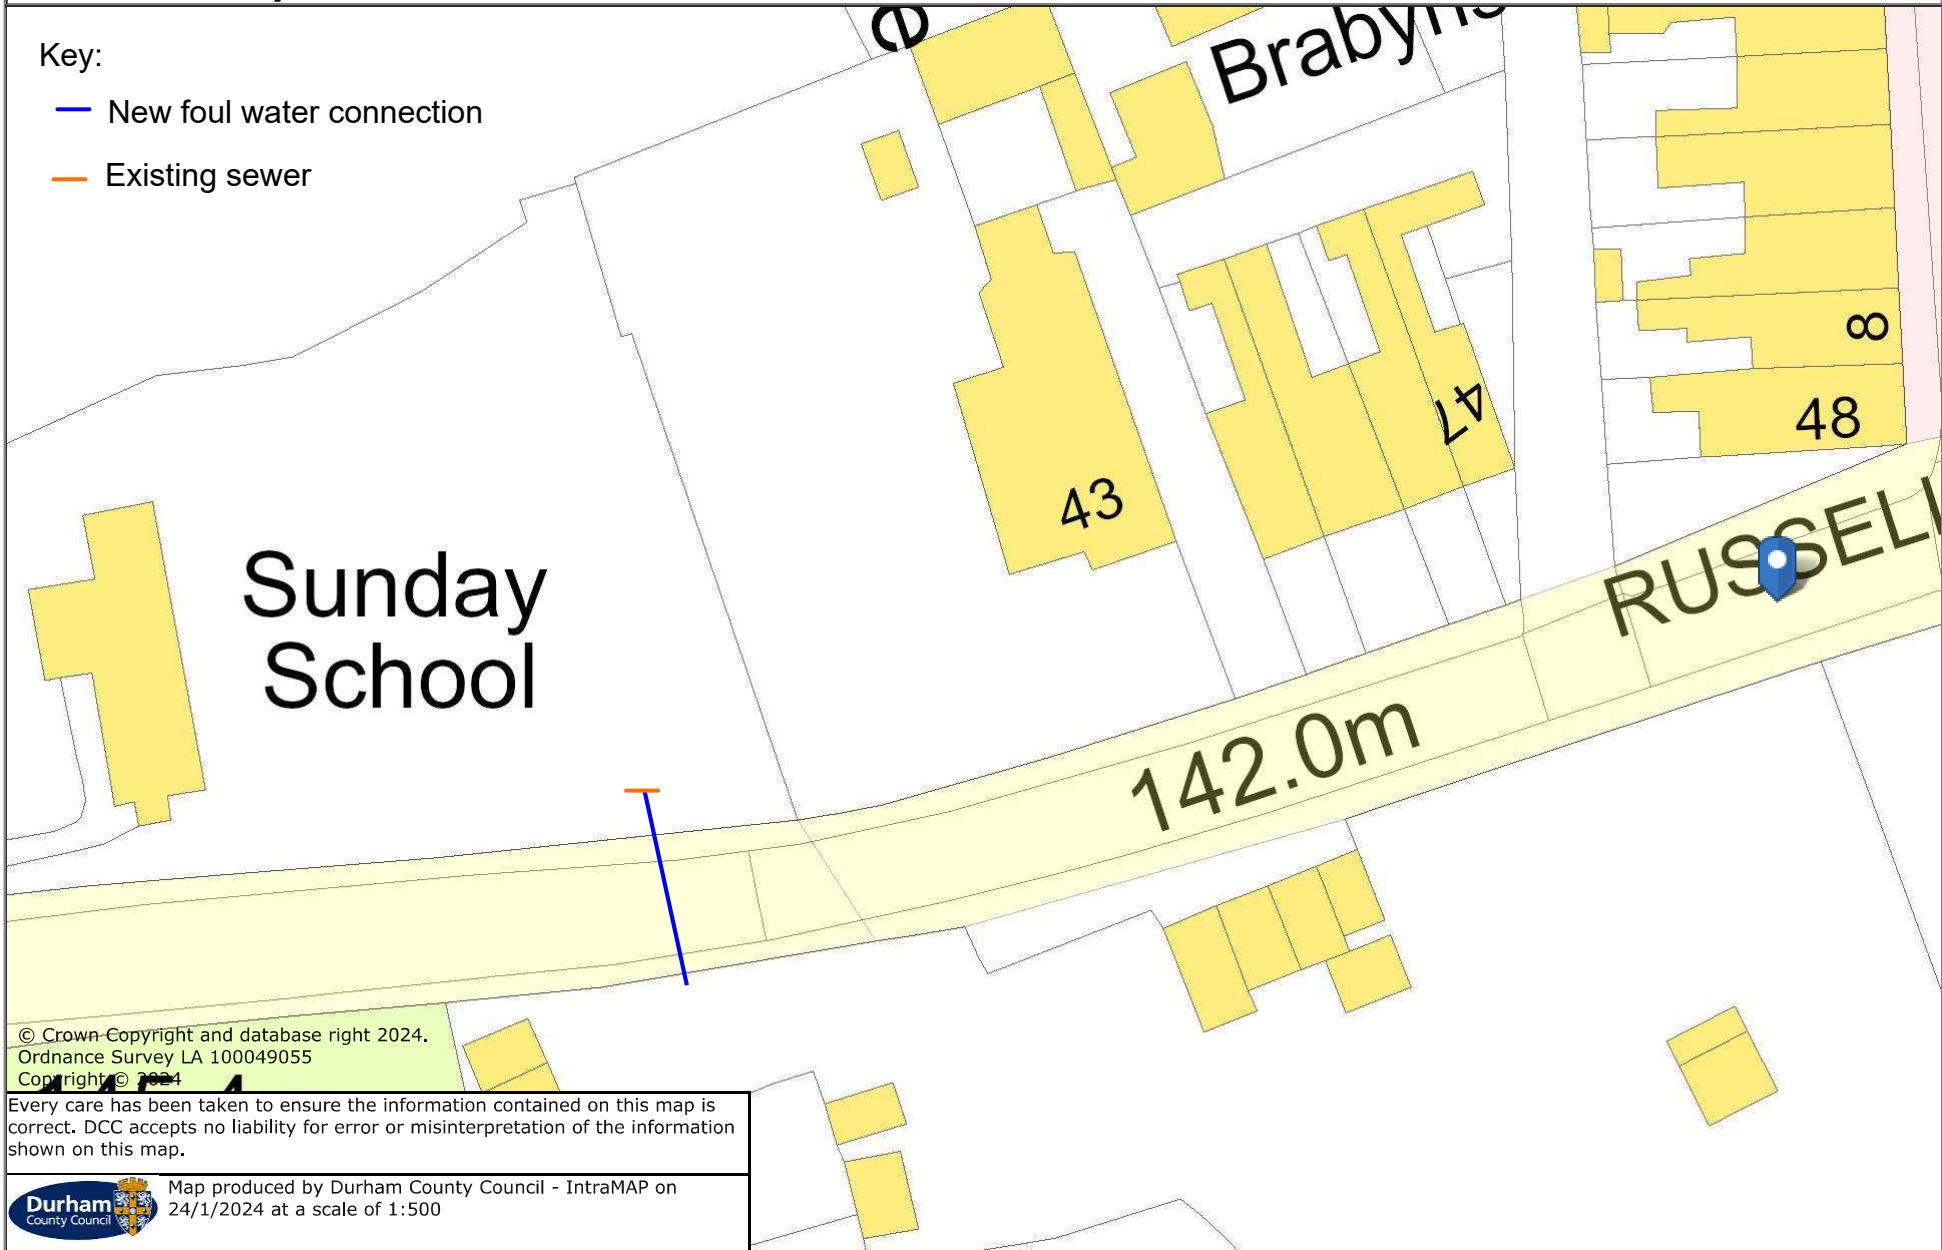 Key:
New foul water connection
Existing sewer
8
47
48
43
Sunday
School
142.0m
© Crown Copyright and database right 2024.
Ordnance Survey LA 100049055
Copyright © 2024
Every care has been taken to ensure the information contained on this map is
correct. DCC accepts no liability for error or misinterpretation of the information
shown on this map.
Durham
County Council
Map produced by Durham County Council - IntraMAP on
24/1/2024 at a scale of 1:500